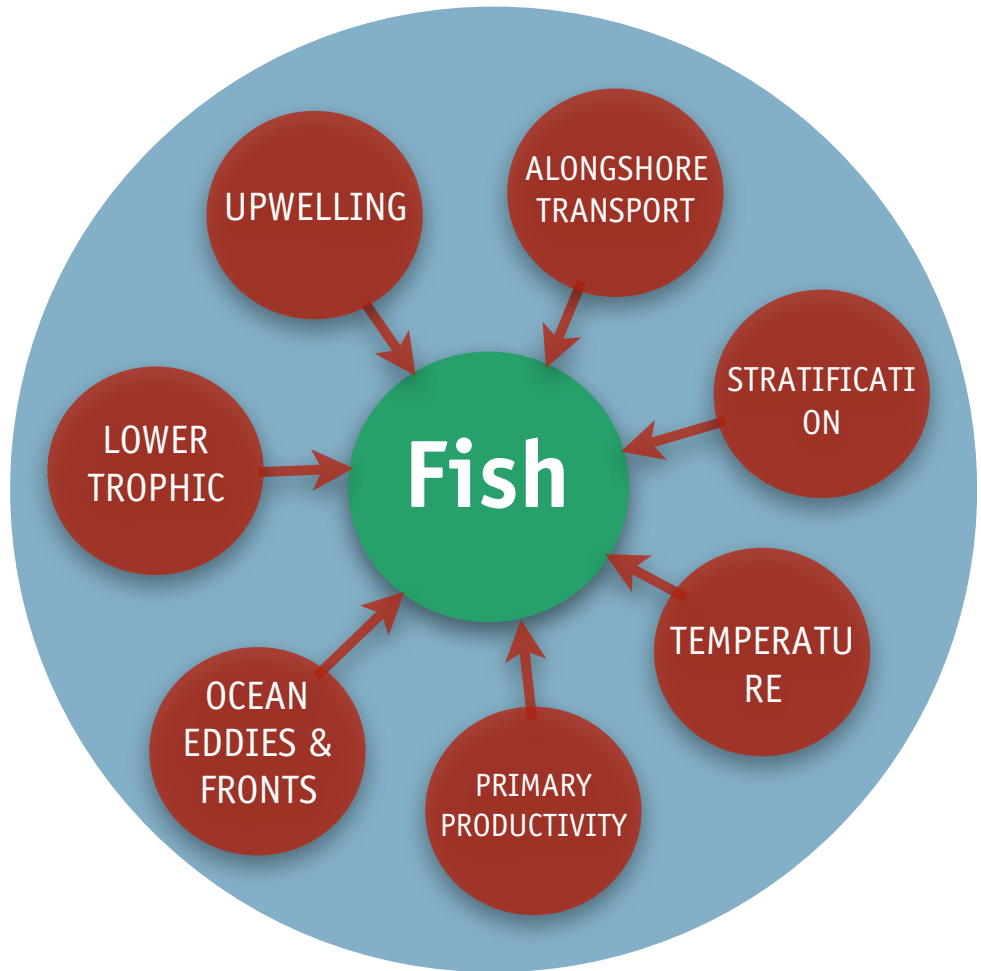 UPWELLING
ALONGSHORE
TRANSPORT
STRATIFICATI
ON
LOWER
TROPHIC
Fish
TEMPERATU
RE
OCEAN
EDDIES &
FRONTS
PRIMARY
PRODUCTIVITY